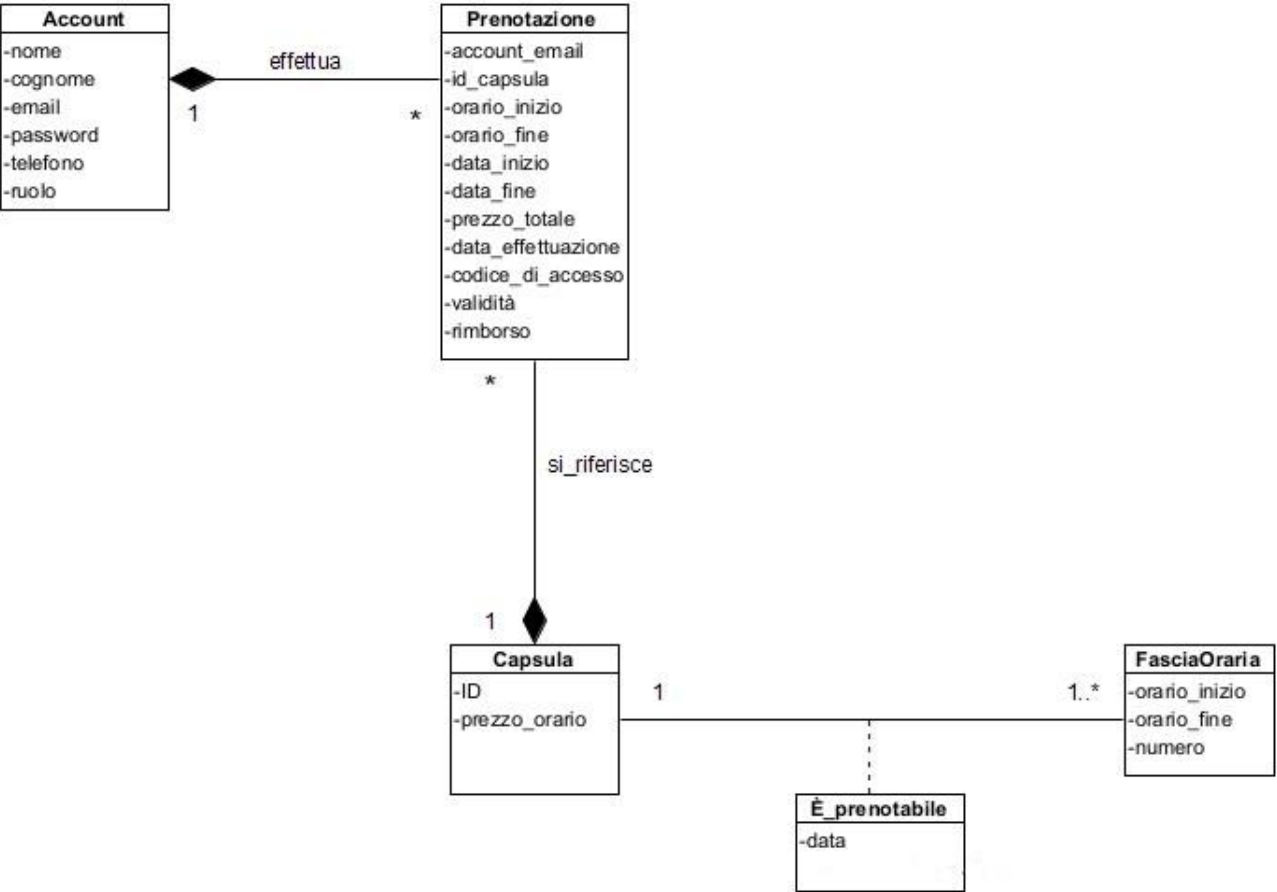 Account
-nome
-cognome
-email
-password
-telefono
-ruolo
effettua
1
*
Prenotazione
-account_email
-id_capsula
-orario_inizio
-orario_fine
-data_inizio
-data_fine
-prezzo_totale
-data_effettuazione
-codice_di_accesso
-validità
-rimborso
*
si_riferisce
1
Capsula
-ID
-prezzo_orario
1
1..*
FasciaOraria
-orario_inizio
-orario_fine
-numero
È_prenotabile
-data